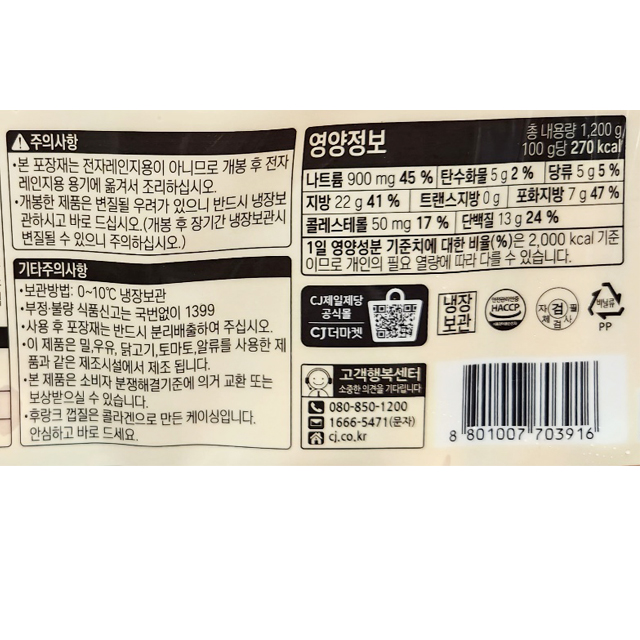 ⚠ 주의사항
•본 포장재는 전자레인지용이 아니므로 개봉 후 전자
레인지용 용기에 옮겨서 조리하십시오.
•개봉한 제품은 변질될 우려가 있으니 반드시 냉장보
관하시고 바로 드십시오.(개봉 후 장기간 냉장보관시
변질될 수 있으니 주의하십시오.)
기타주의사항
•보관방법: 0~10℃ 냉장보관
•부정·불량 식품신고는 국번없이 1399
•사용 후 포장재는 반드시 분리배출하여 주십시오.
•이 제품은 밀,우유, 닭고기,토마토,알류를 사용한 제
품과 같은 제조시설에서 제조 됨.
•본 제품은 소비자 분쟁해결기준에 의거 교환 또는
보상받으실 수 있습니다.
•후랑크 껍질은 콜라겐으로 만든 케이싱입니다.
안심하고 바로 드세요.
영양정보
총 내용량 1,200 g/
100 g당 270 kcal
나트륨 900 mg 45 % 탄수화물 5 g 2 % 당류 5 g 5 %
지방 22 g 41 % 트랜스지방 0 g 포화지방 7 g 47 %
콜레스테롤 50 mg 17 % 단백질 13 g 24 %
1일 영양성분 기준치에 대한 비율(%)은 2,000 kcal 기준
이므로 개인의 필요 열량에 따라 다를 수 있습니다.
CJ제일제당
공식몰
CJ더마켓
냉장
보관
HACCP
자체검사필
비닐류
PP
고객행복센터
소중한 의견을 기다립니다
080-850-1200
1666-5471(문자)
cj.co.kr
8 801007 703916